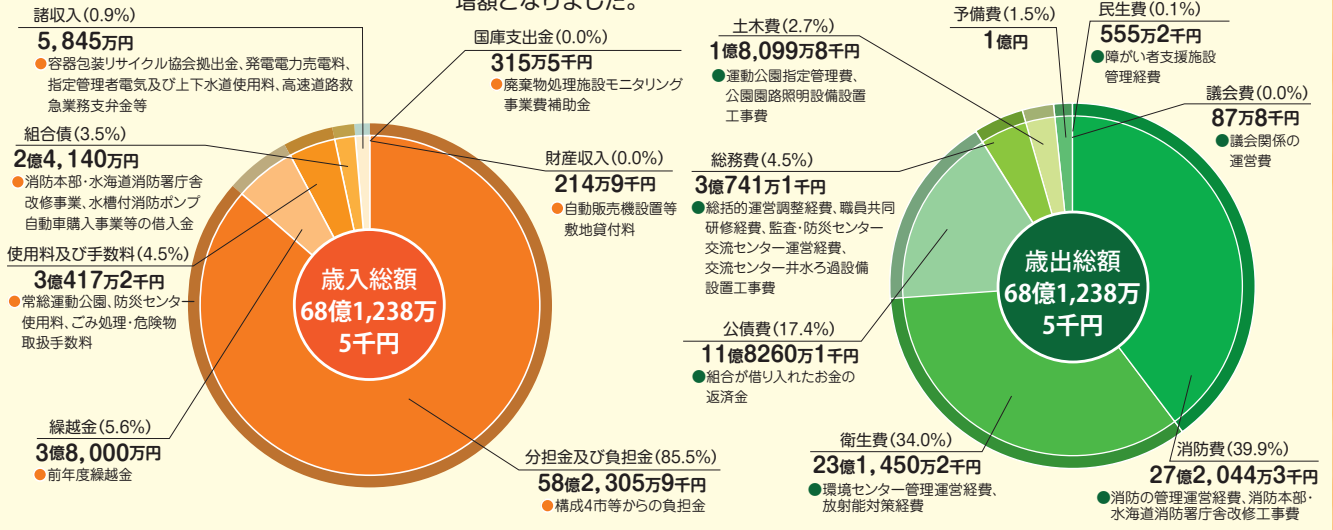 増額となりました。
諸収入(0.9%)
5,845万円
●容器包装リサイクル協会拠出金、発電電力売電料、
指定管理者電気及び上下水道使用料、高速道路救
急業務支弁金等
国庫支出金(0.0%)
315万5千円
●廃棄物処理施設モニタリング
事業費補助金
組合債(3.5%)
2億4,140万円
●消防本部・水海道消防署庁舎
改修事業、水槽付消防ポンプ
自動車購入事業等の借入金
財産収入(0.0%)
214万9千円
●自動販売機設置等
敷地貸付料
使用料及び手数料(4.5%)
3億417万2千円
●常総運動公園、防災センター
使用料、ごみ処理・危険物
取扱手数料
歳入総額
68億1,238万
5千円
繰越金(5.6%)
3億8,000万円
●前年度繰越金
分担金及び負担金(85.5%)
58億2,305万9千円
●構成4市等からの負担金
土木費(2.7%)
1億8,099万8千円
●運動公園指定管理費、
公園園路照明設備設置
工事費
予備費(1.5%)
1億円
民生費(0.1%)
555万2千円
●障がい者支援施設
管理経費
議会費(0.0%)
87万8千円
●議会関係の
運営費
総務費(4.5%)
3億741万1千円
●総括的運営調整経費、職員共同
研修経費、監査・防災センター
交流センター運営経費、
交流センター井水ろ過設備
設置工事費
歳出総額
68億1,238万
5千円
公債費(17.4%)
11億8260万1千円
●組合が借り入れたお金の
返済金
衛生費(34.0%)
23億1,450万2千円
●環境センター管理運営経費、
放射能対策経費
消防費(39.9%)
27億2,044万3千円
●消防の管理運営経費、消防本部・
水海道消防署庁舎改修工事費